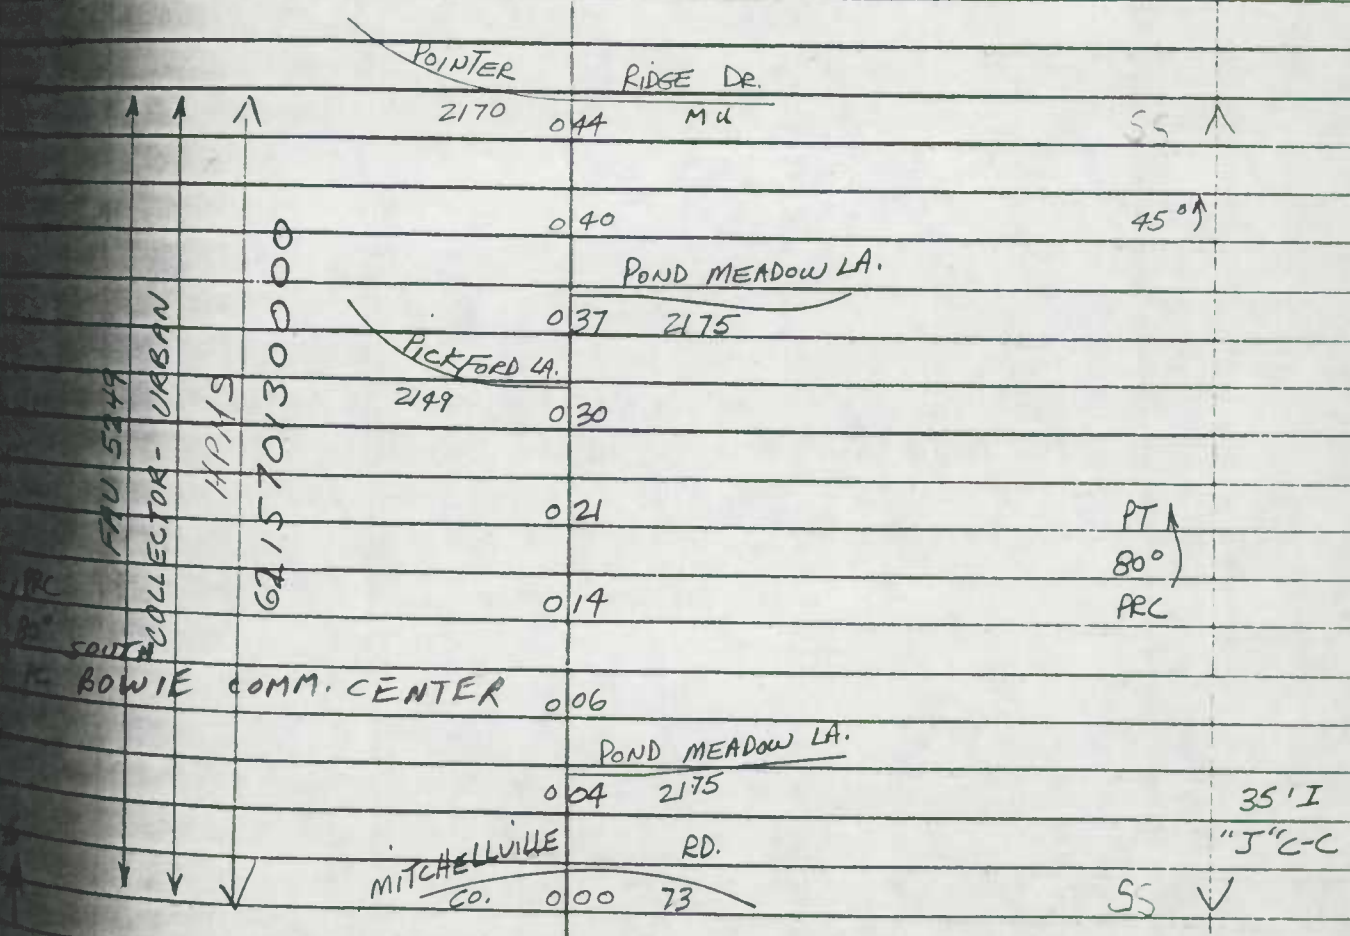 POINTER RIDGE DR.
2170 0 44 MU SS
0 40 45°
POND MEADOW LA.
0 37 2175
PICKFORD LA.
2149
0 30
0 21 PT
80°
0 14 PRC
SOUTH
BOWIE COMM. CENTER 0 06
POND MEADOW LA.
0 04 2175 35' I
"J" C-C
MITCHELLVILLE RD.
CO. 0 00 73 SS
FAU 5249
COLLECTOR - URBAN
HPMS
621570130000
PRC